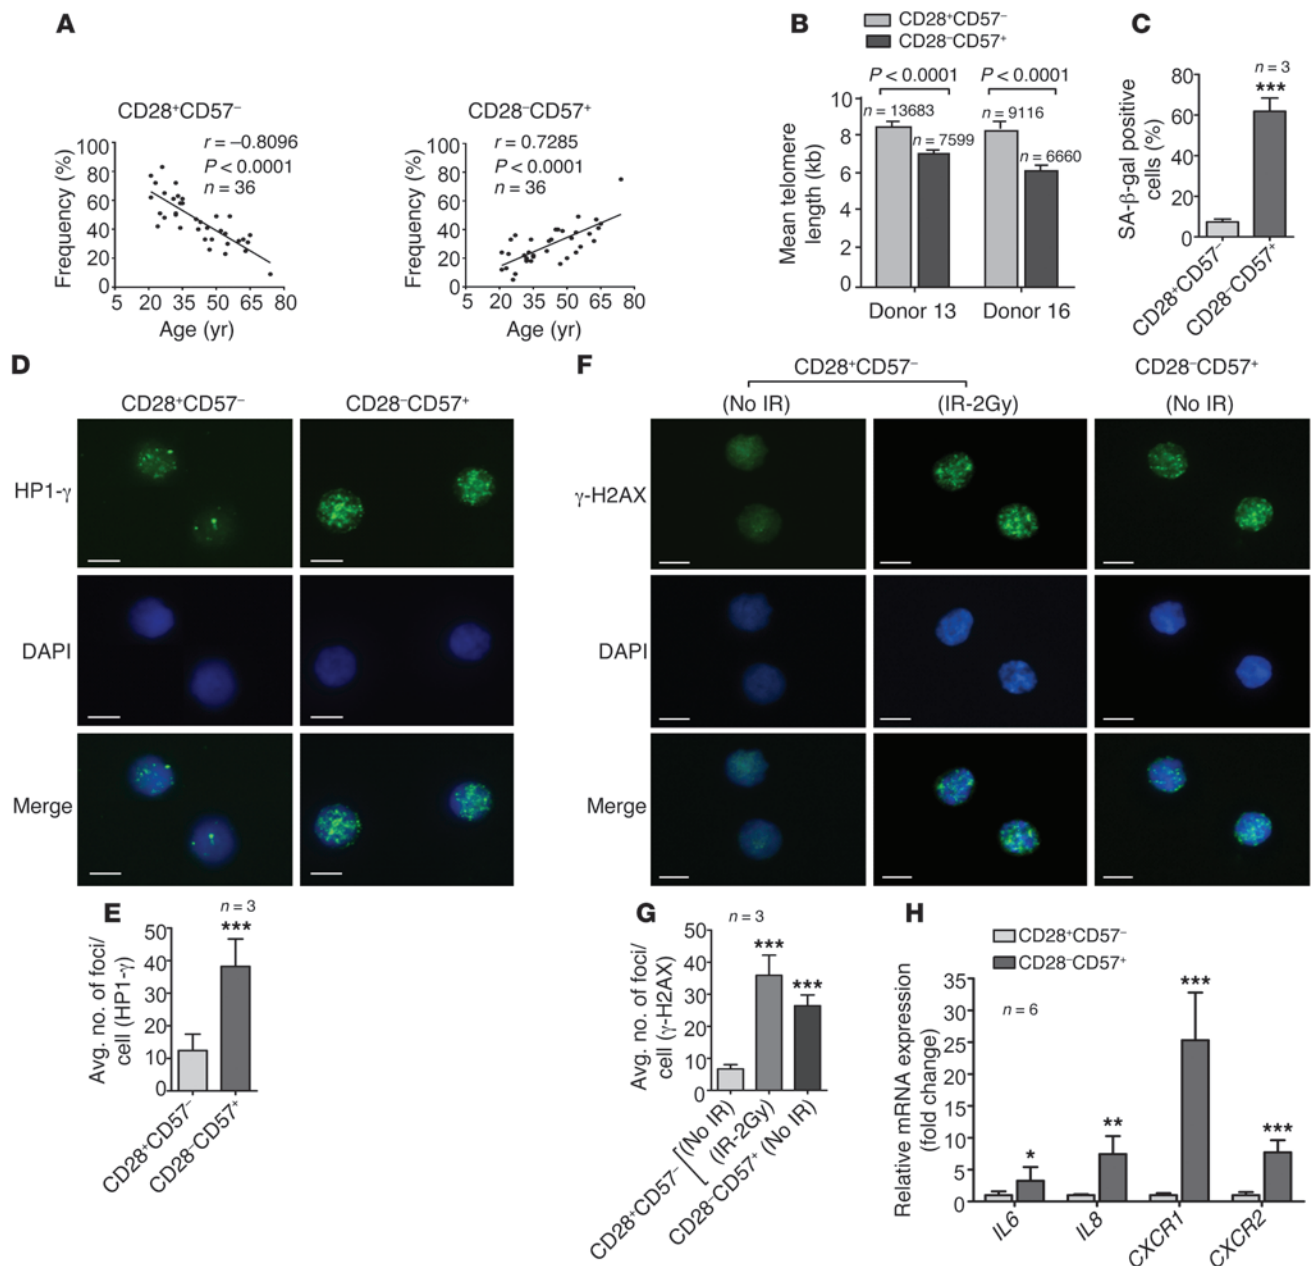 A
CD28⁺CD57⁻
r = –0.8096
P < 0.0001
n = 36
Frequency (%)
100
80
60
40
20
0
5 20 35 50 65 80
Age (yr)
CD28⁻CD57⁺
r = 0.7285
P < 0.0001
n = 36
Frequency (%)
100
80
60
40
20
0
5 20 35 50 65 80
Age (yr)
B
CD28⁺CD57⁻
CD28⁻CD57⁺
P < 0.0001 P < 0.0001
n = 13683
n = 7599
n = 9116
n = 6660
Mean telomere
length (kb)
10
8
6
4
2
0
Donor 13 Donor 16
C
n = 3
***
SA-β-gal positive
cells (%)
80
60
40
20
0
CD28⁺CD57⁻
CD28⁻CD57⁺
D
CD28⁺CD57⁻ CD28⁻CD57⁺
HP1-γ
DAPI
Merge
E
n = 3
***
Avg. no. of foci/
cell (HP1-γ)
50
40
30
20
10
0
CD28⁺CD57⁻
CD28⁻CD57⁺
F
CD28⁺CD57⁻ CD28⁻CD57⁺
(No IR) (IR-2Gy) (No IR)
γ-H2AX
DAPI
Merge
G
n = 3
***
***
Avg. no. of foci/
cell (γ-H2AX)
50
40
30
20
10
0
CD28⁺CD57⁻
(No IR)
(IR-2Gy)
CD28⁻CD57⁺ (No IR)
H
CD28⁺CD57⁻
CD28⁻CD57⁺
n = 6
* ** *** ***
Relative mRNA expression
(fold change)
35
30
25
20
15
10
5
0
IL6 IL8 CXCR1 CXCR2